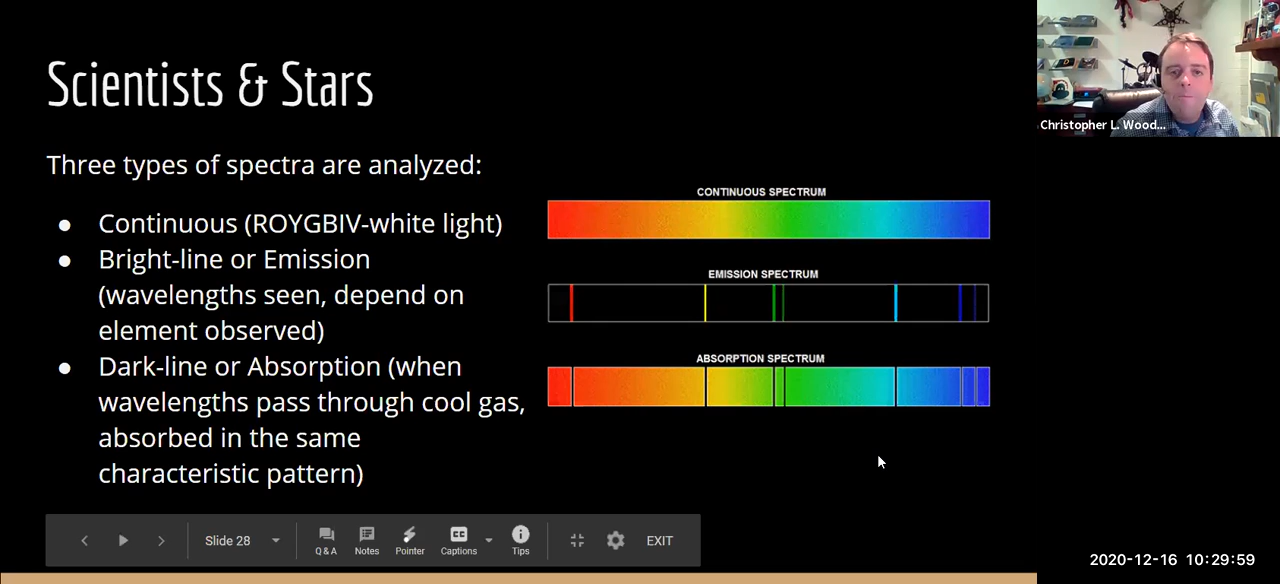 Scientists & Stars
Three types of spectra are analyzed:
● Continuous (ROYGBIV-white light)
● Bright-line or Emission
(wavelengths seen, depend on
element observed)
● Dark-line or Absorption (when
wavelengths pass through cool gas,
absorbed in the same
characteristic pattern)
CONTINUOUS SPECTRUM
EMISSION SPECTRUM
ABSORPTION SPECTRUM
Christopher L. Wood...
Slide 28
Q & A
Notes
Pointer
CC
Captions
Tips
EXIT
2020-12-16 10:29:59